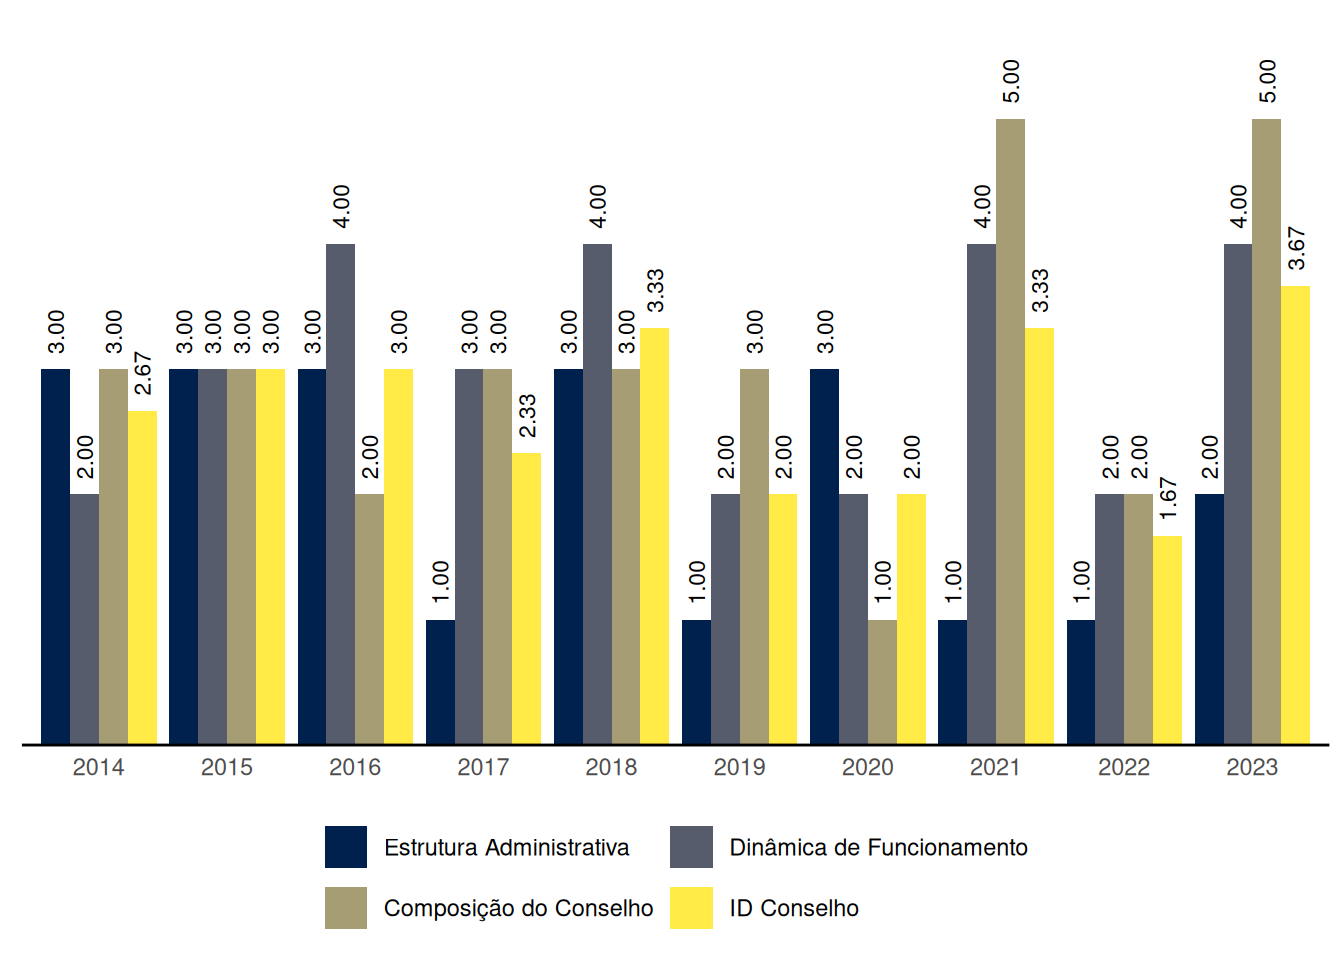 5.00 5.00
4.00 4.00 4.00 4.00
3.67
3.33 3.33
3.00 3.00 3.00 3.00 3.00 3.00 3.00 3.00 3.00 3.00 3.00 3.00 3.00 3.00
2.67
2.33
2.00 2.00 2.00 2.00 2.00 2.00 2.00 2.00 2.00
1.67
1.00 1.00 1.00 1.00 1.00
2014 2015 2016 2017 2018 2019 2020 2021 2022 2023
Estrutura Administrativa Dinâmica de Funcionamento
Composição do Conselho ID Conselho